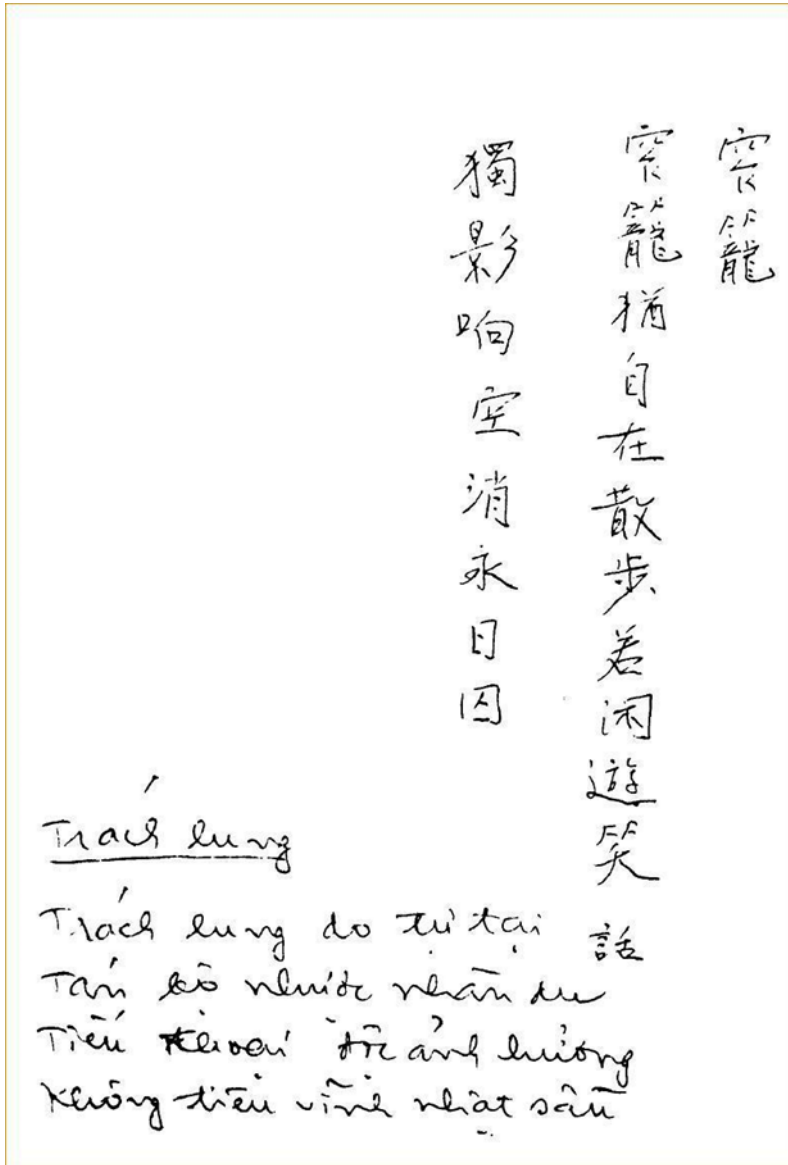 窄籠
窄籠猶自在散步若闲遊笑話
獨影响空消永日囚
Trách lung
Trách lung do tự tại
Tán bộ nhược nhàn du
Tiếu thoại độc ảnh hưởng
Không tiêu vĩnh nhật sầu